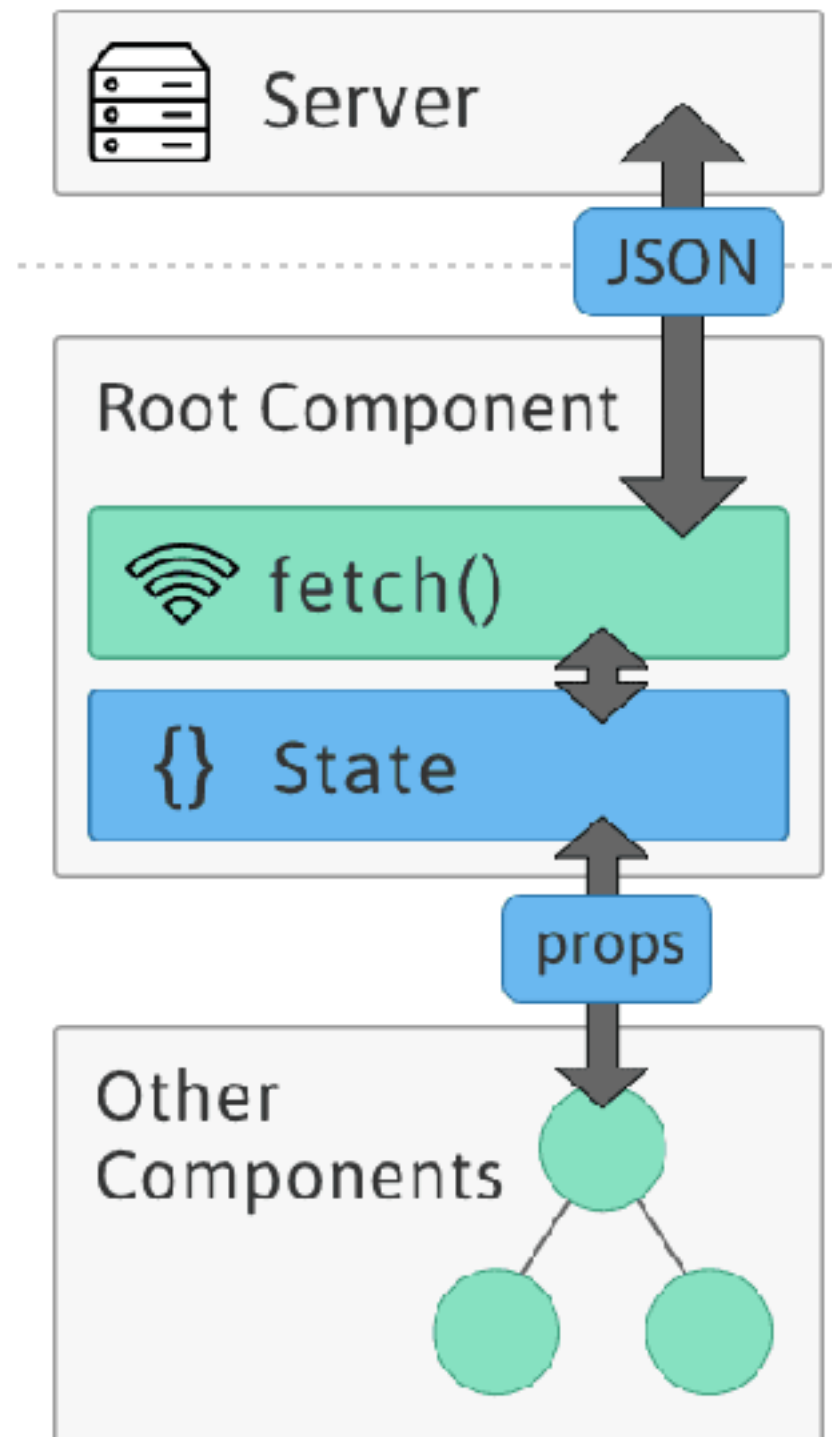 Server
JSON
Root Component
fetch()
{} State
props
Other
Components